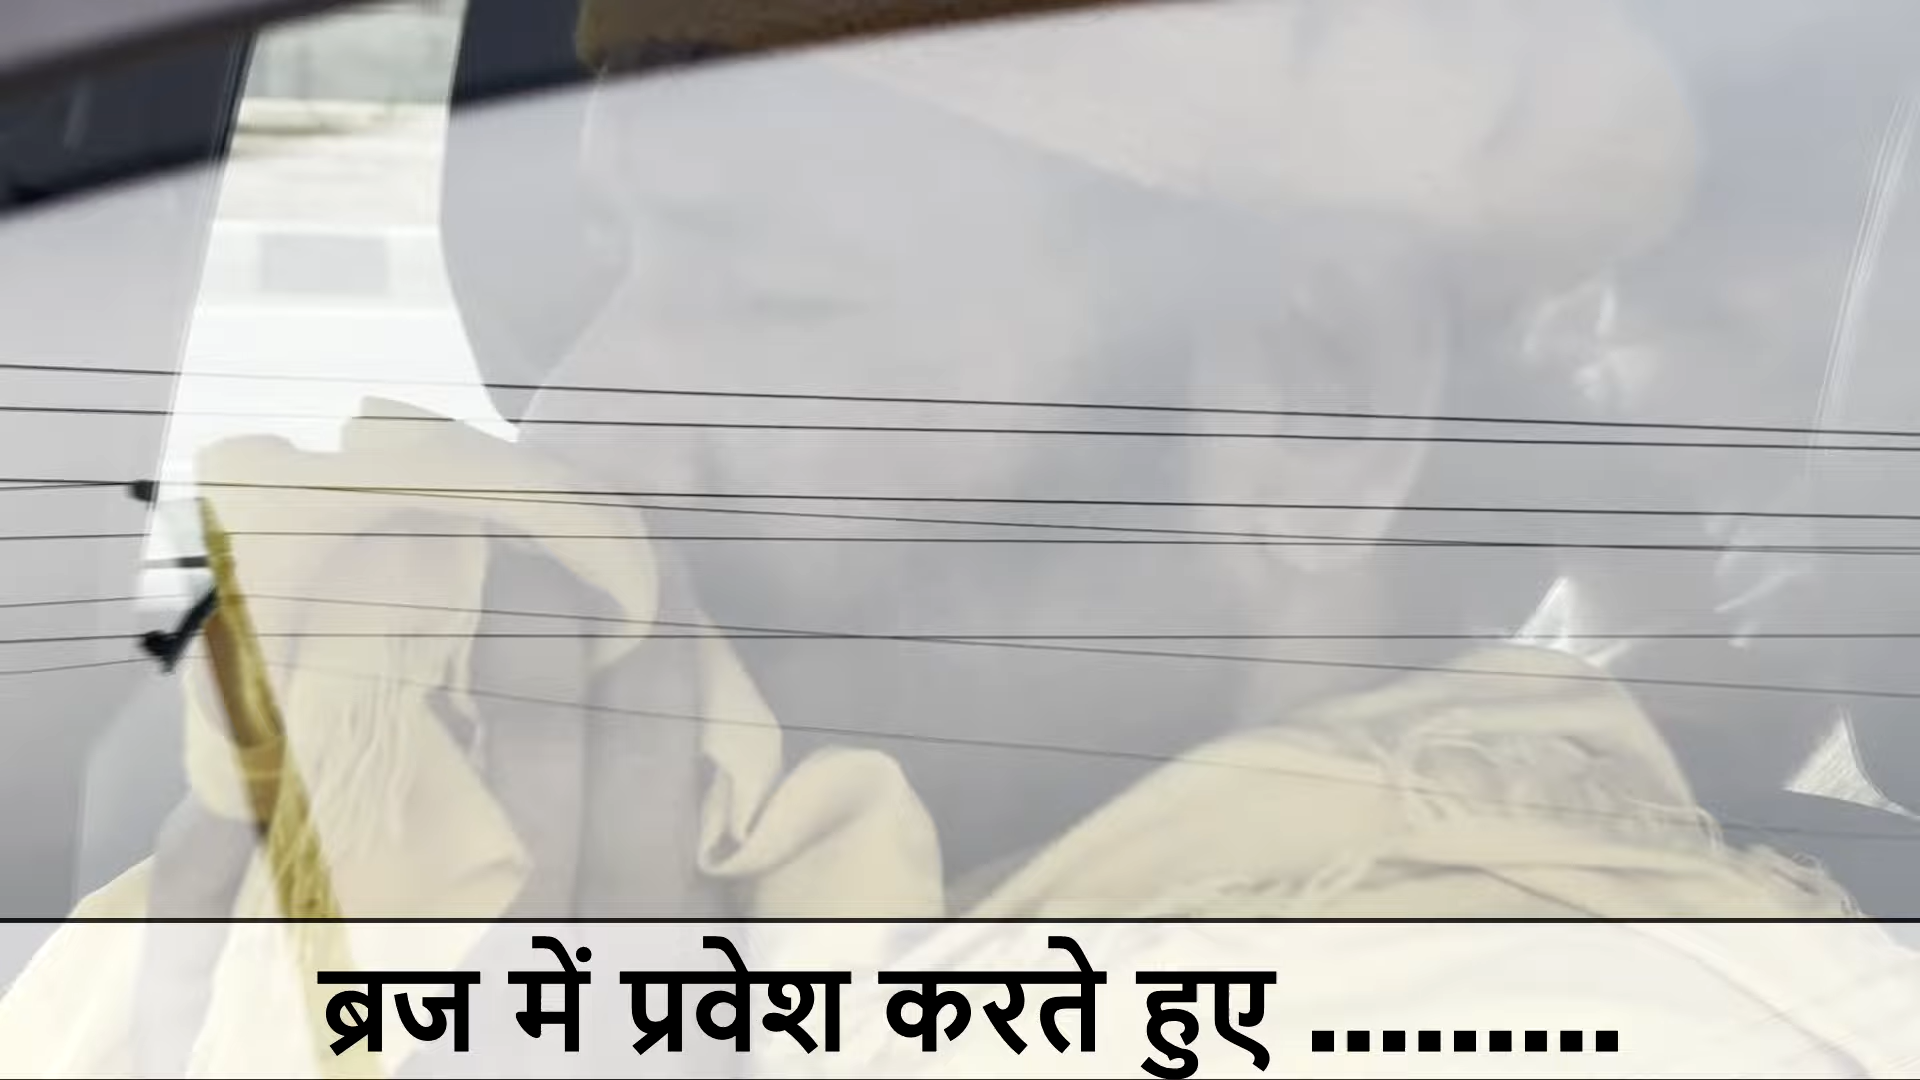 ब्रज में प्रवेश करते हुए .........